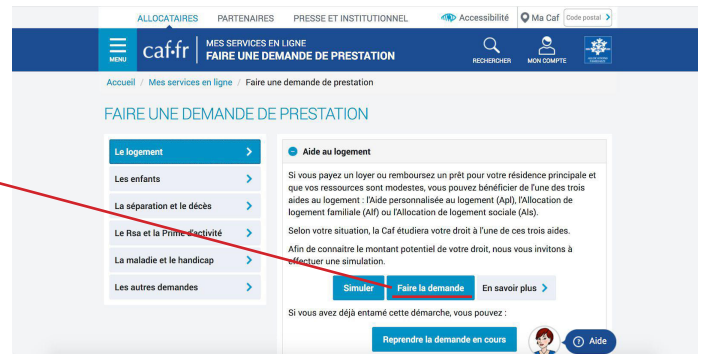 ALLOCATAIRES PARTENAIRES PRESSE ET INSTITUTIONNEL Accessibilité Ma Caf Code postal
MENU caf.fr MES SERVICES EN LIGNE
FAIRE UNE DEMANDE DE PRESTATION
RECHERCHER MON COMPTE
Accueil / Mes services en ligne / Faire une demande de prestation
FAIRE UNE DEMANDE DE PRESTATION
Le logement
Les enfants
La séparation et le décès
Le Rsa et la Prime d'activité
La maladie et le handicap
Les autres demandes
Aide au logement
Si vous payez un loyer ou remboursez un prêt pour votre résidence principale et
que vos ressources sont modestes, vous pouvez bénéficier de l'une des trois
aides au logement : l'Aide personnalisée au logement (Apl), l'Allocation de
logement familiale (Alf) ou l'Allocation de logement sociale (Als).
Selon votre situation, la Caf étudiera votre droit à l'une de ces trois aides.
Afin de connaitre le montant potentiel de votre droit, nous vous invitons à
effectuer une simulation.
Simuler Faire la demande En savoir plus
Si vous avez déjà entamé cette démarche, vous pouvez :
Reprendre la demande en cours
Aide